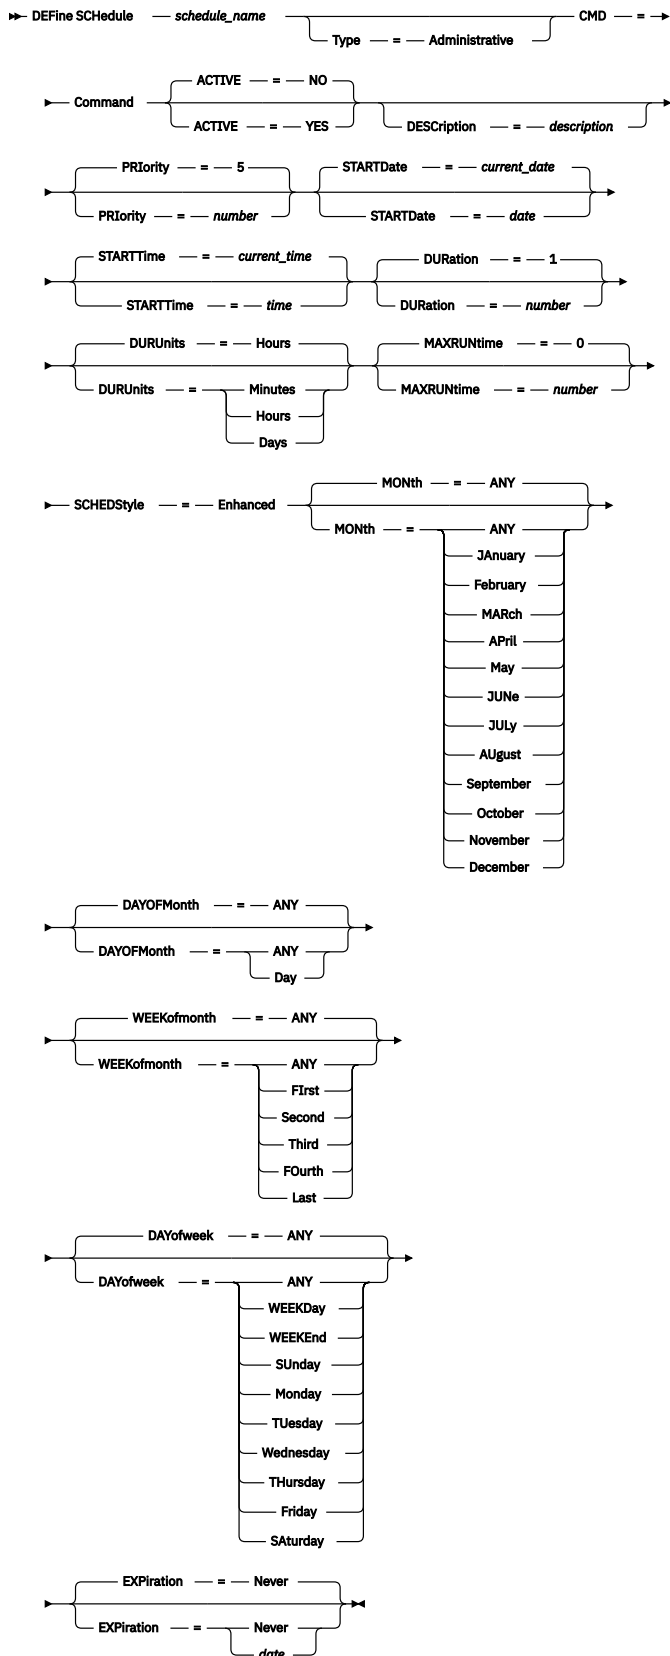 DEFine SCHedule schedule_name CMD =
Type = Administrative
ACTIVE = NO
Command
ACTIVE = YES DESCription = description
PRIority = 5 STARTDate = current_date
PRIority = number STARTDate = date
STARTTime = current_time DURation = 1
STARTTime = time DURation = number
DURUnits = Hours MAXRUNtime = 0
DURUnits = Minutes MAXRUNtime = number
Hours
Days
MONth = ANY
SCHEDStyle = Enhanced
MONth = ANY
JAnuary
February
MARch
APril
May
JUNe
JULy
AUgust
September
October
November
December
DAYOFMonth = ANY
DAYOFMonth = ANY
Day
WEEKofmonth = ANY
WEEKofmonth = ANY
FIrst
Second
Third
FOurth
Last
DAYofweek = ANY
DAYofweek = ANY
WEEKDay
WEEKEnd
SUnday
Monday
TUesday
Wednesday
THursday
Friday
SAturday
EXPiration = Never
EXPiration = Never
date